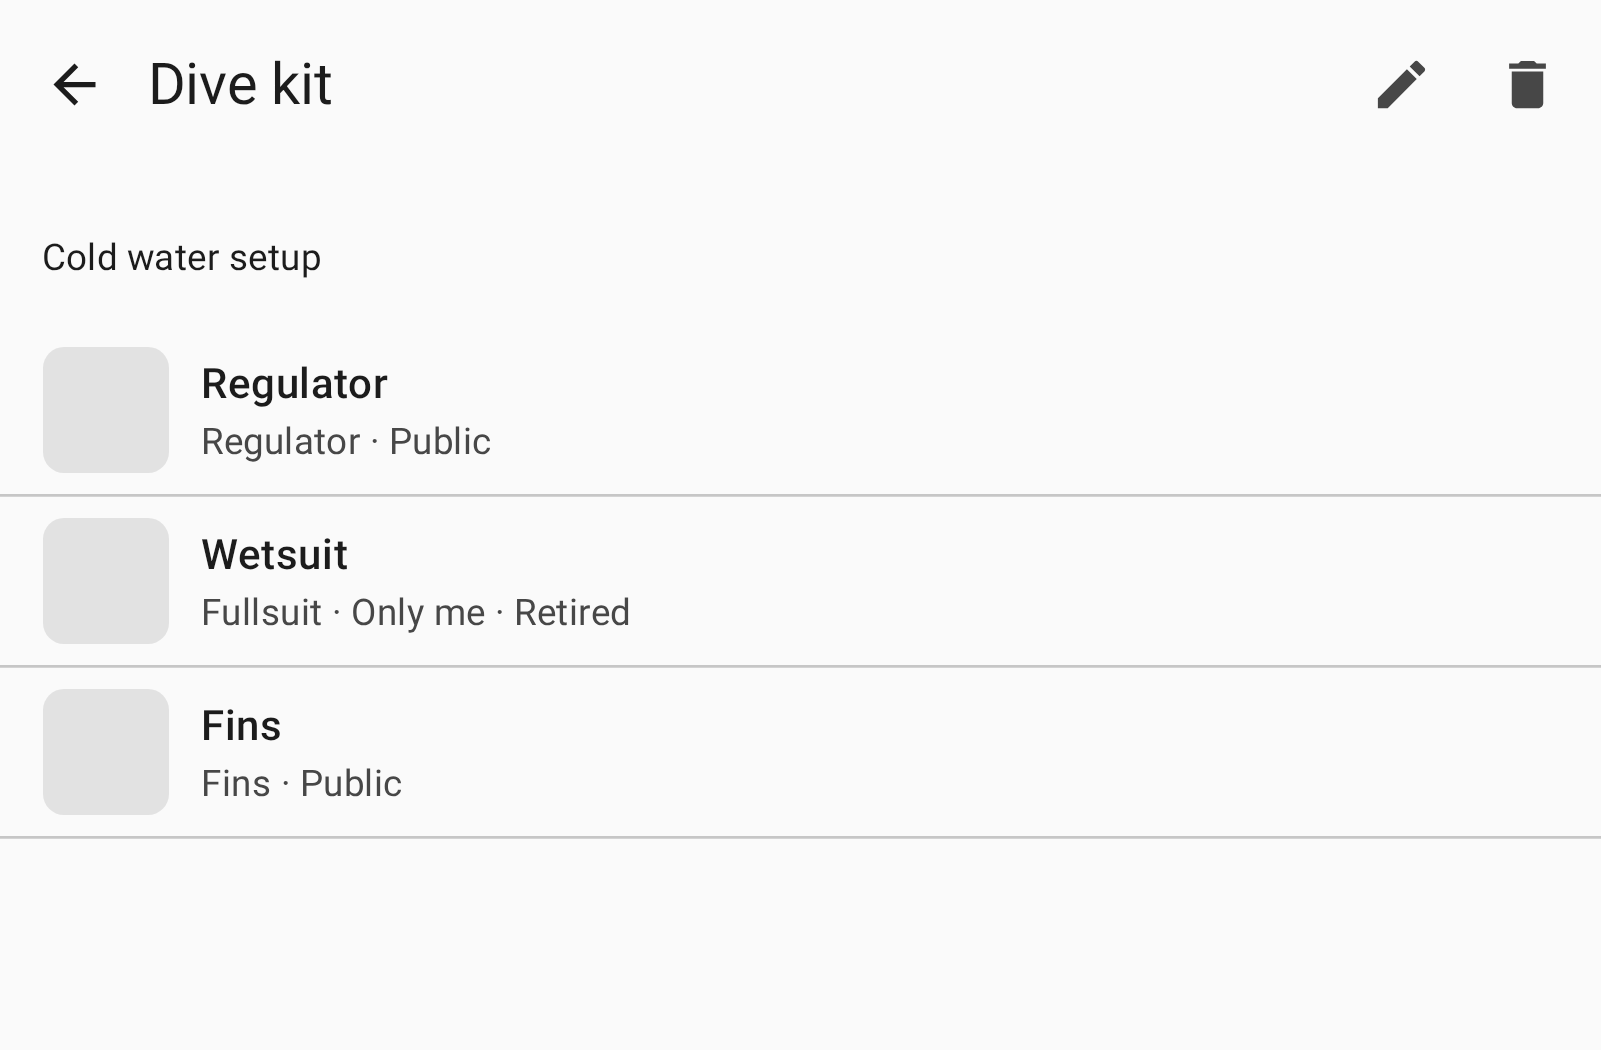 Dive kit
Cold water setup
Regulator
Regulator · Public
Wetsuit
Fullsuit · Only me · Retired
Fins
Fins · Public